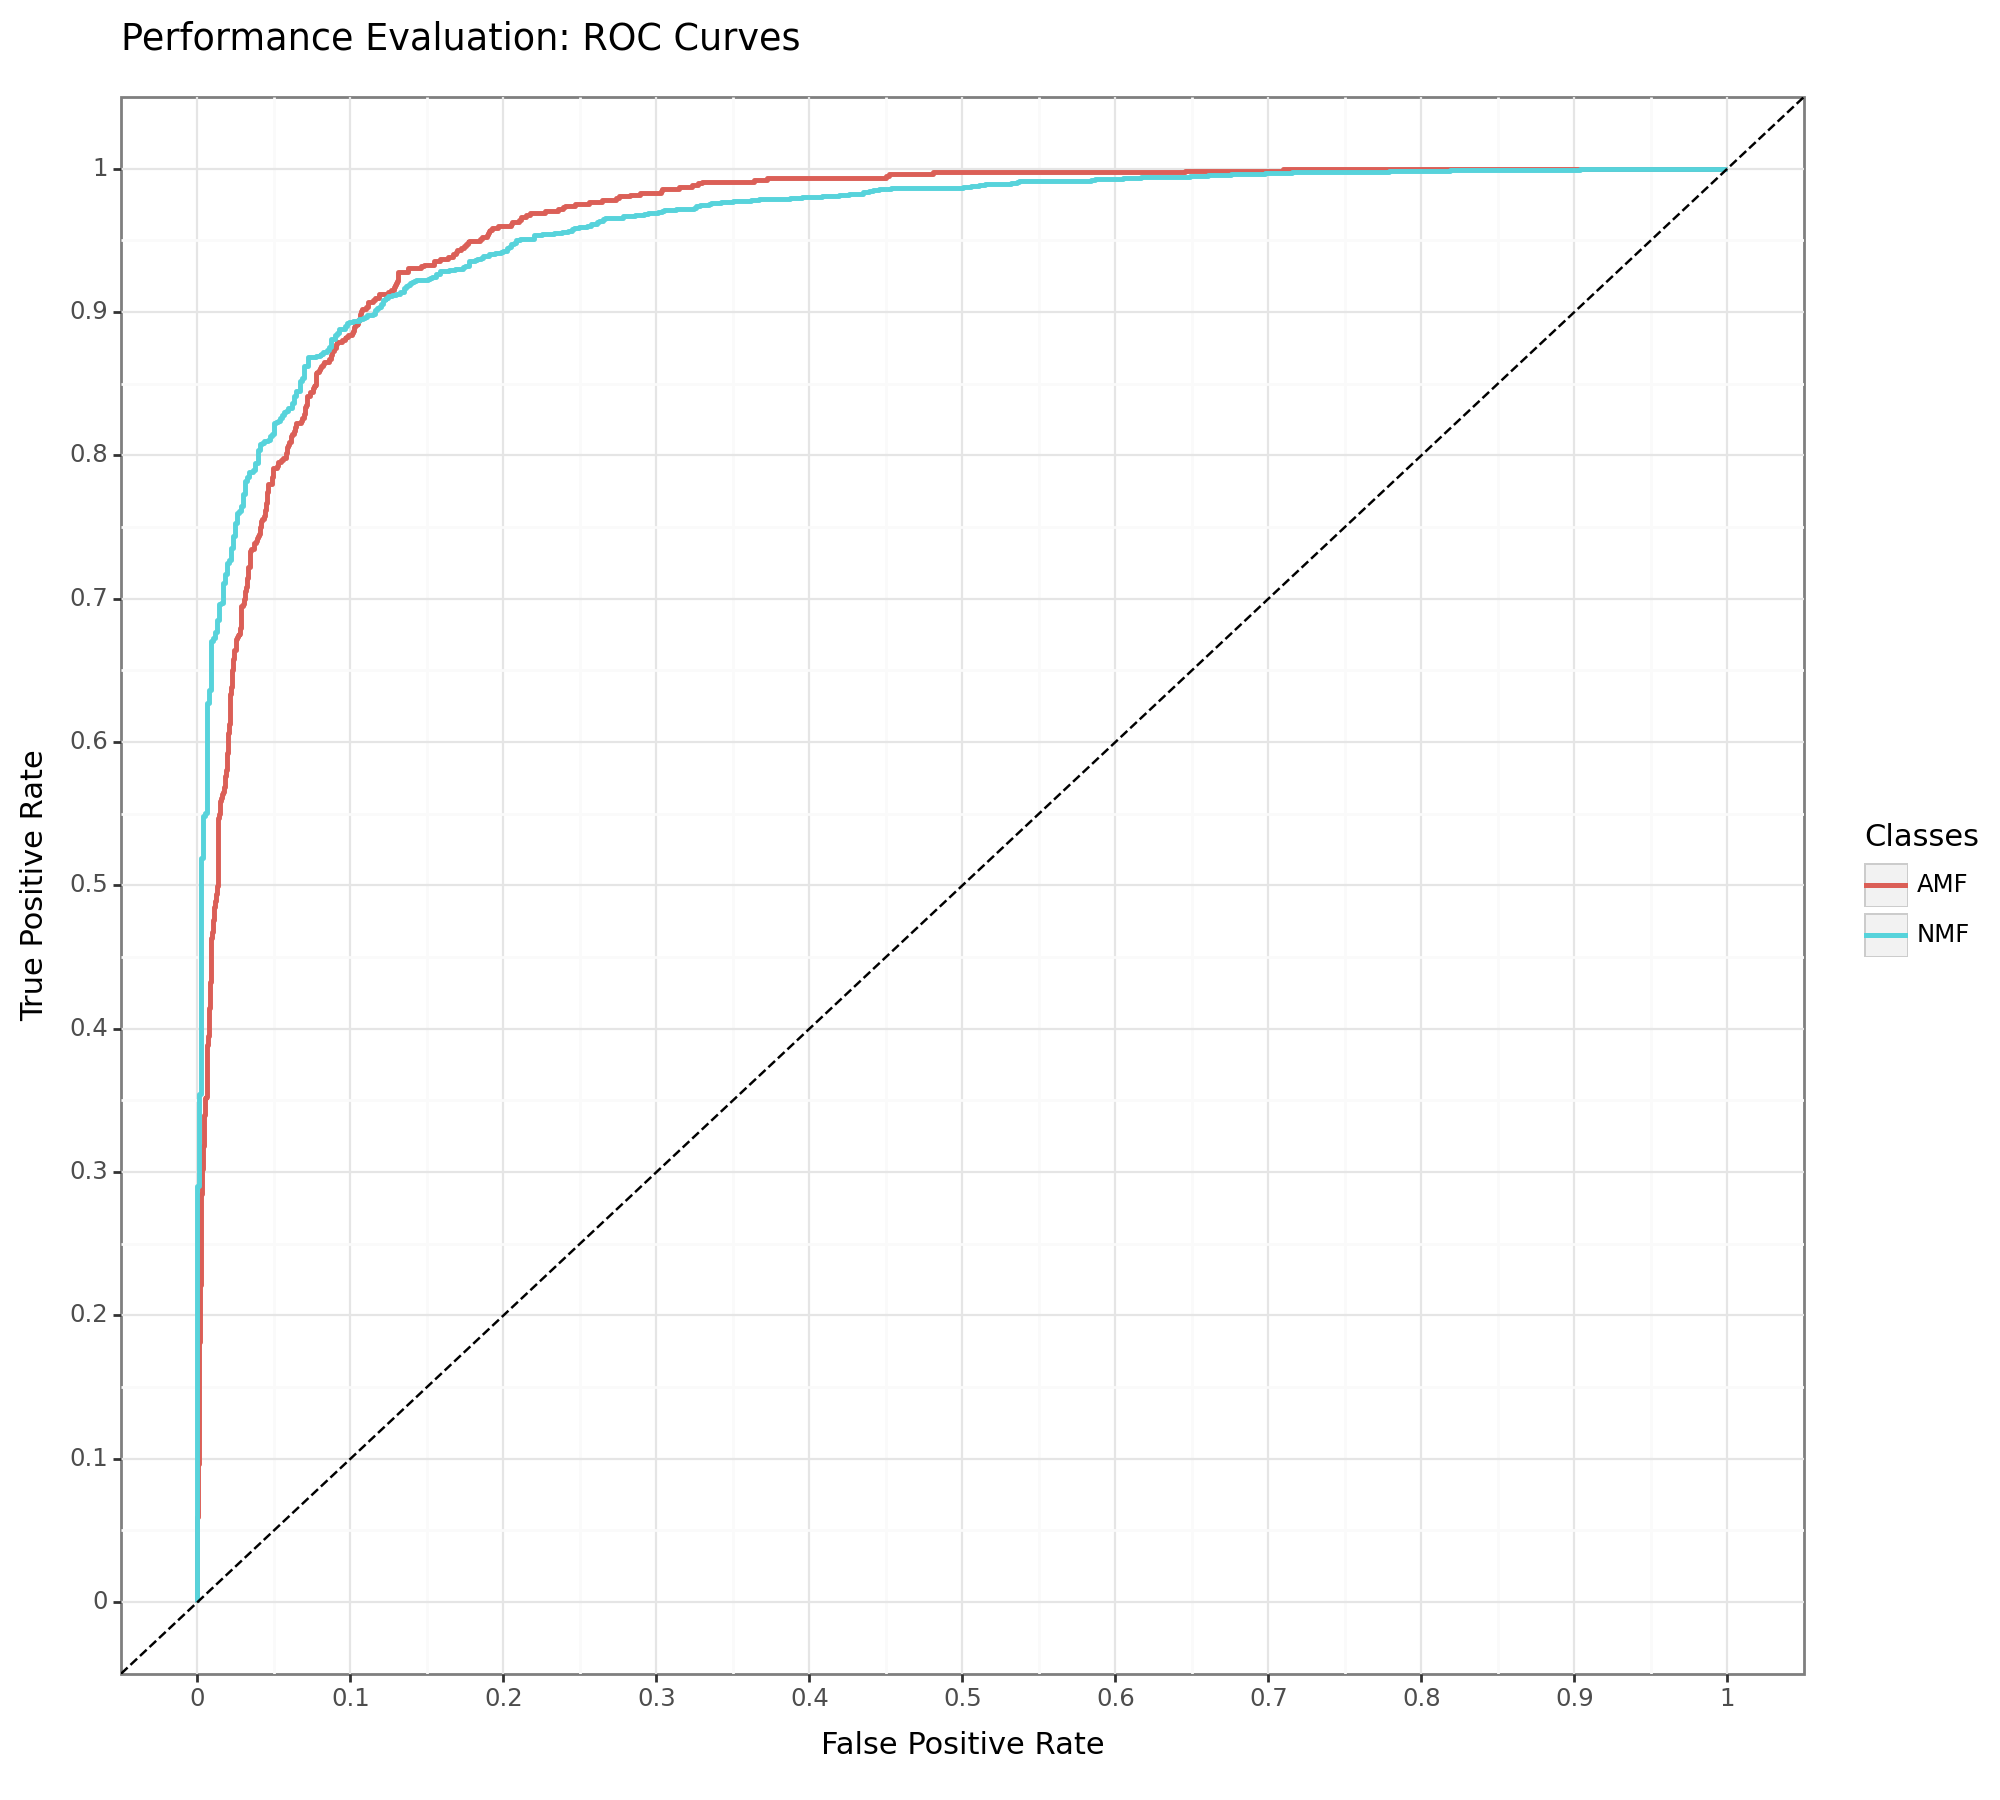 Performance Evaluation: ROC Curves
True Positive Rate
1
0.9
0.8
0.7
0.6
0.5
0.4
0.3
0.2
0.1
0
0 0.1 0.2 0.3 0.4 0.5 0.6 0.7 0.8 0.9 1
False Positive Rate
Classes
AMF
NMF